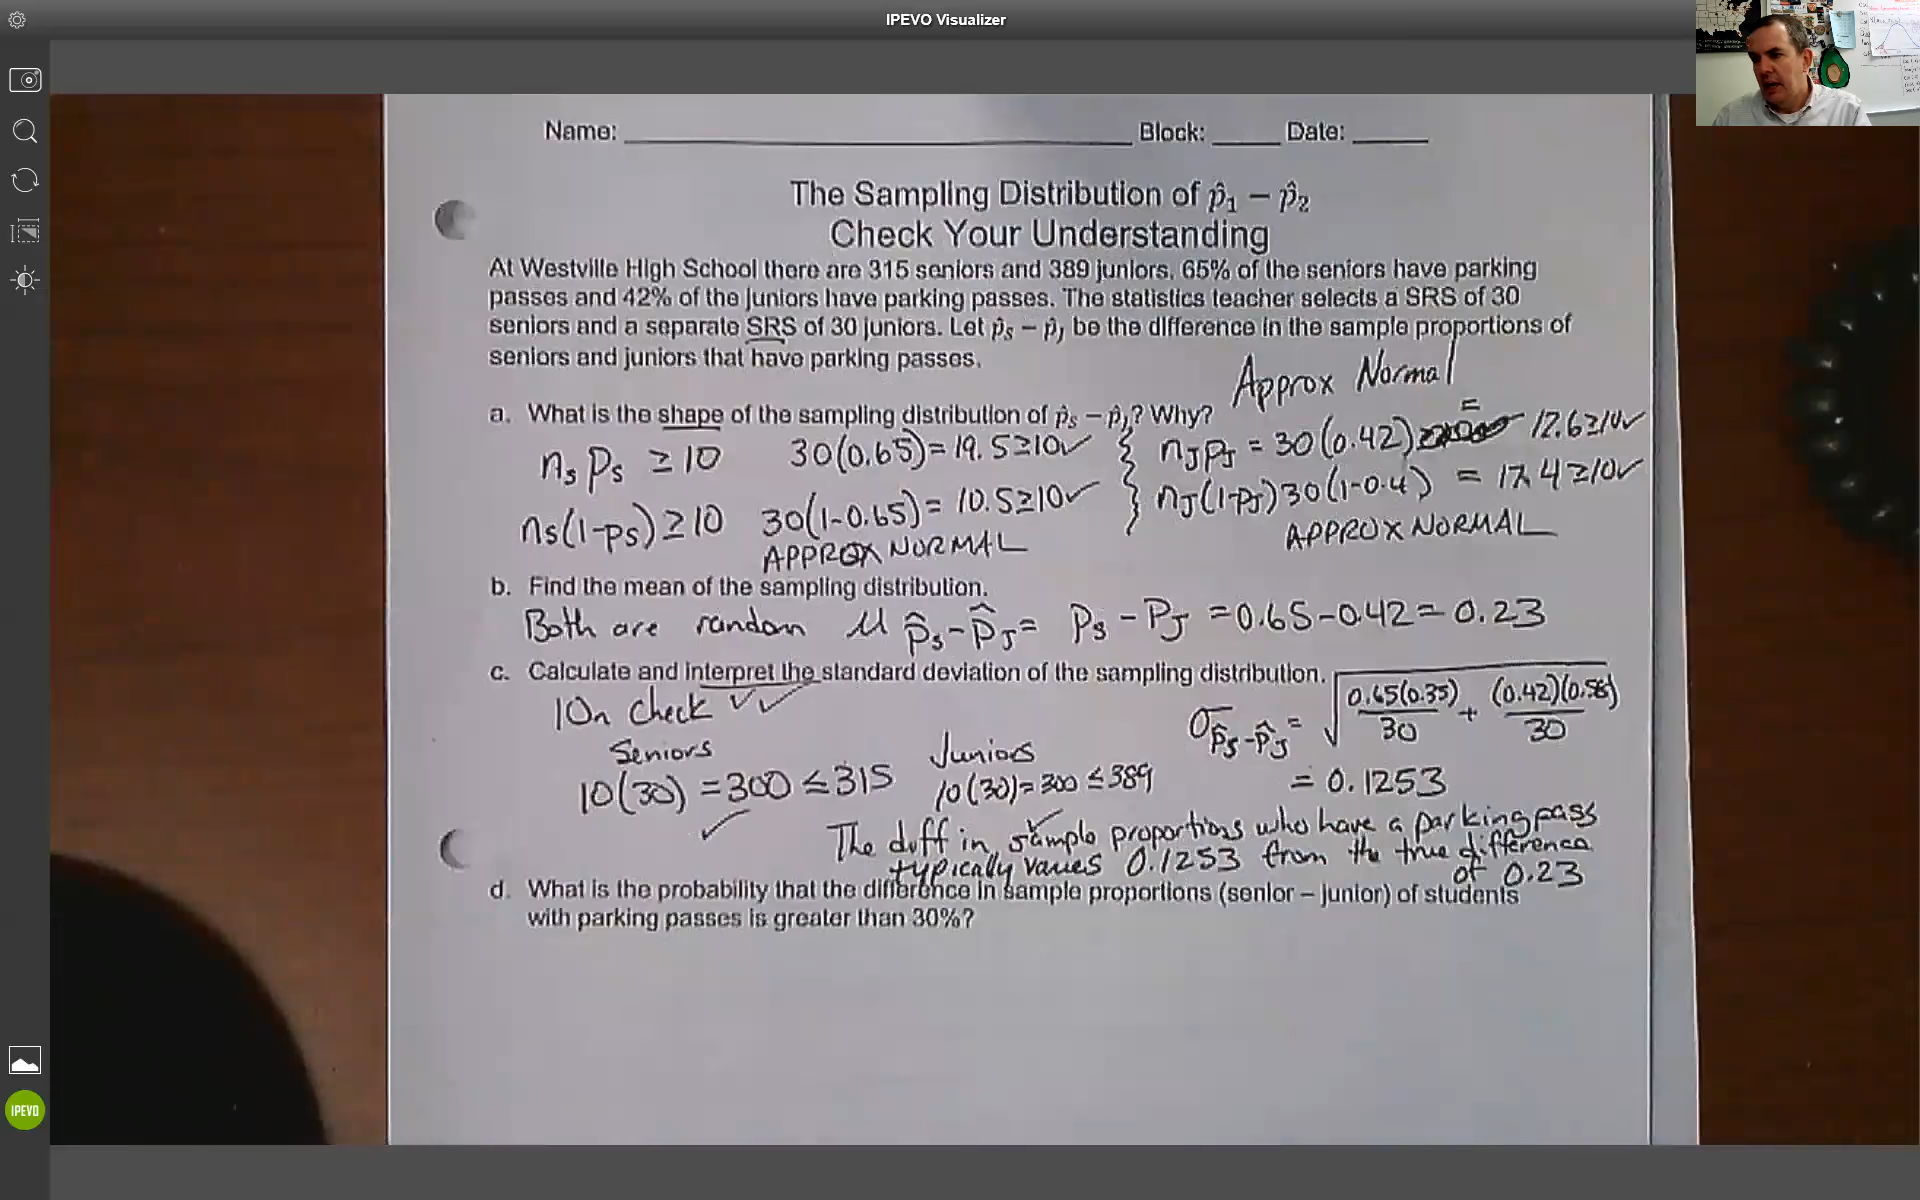 IPEVO Visualizer
Name: Block: Date:
The Sampling Distribution of p̂₁ − p̂₂
Check Your Understanding
At Westville High School there are 315 seniors and 389 juniors. 65% of the seniors have parking
passes and 42% of the juniors have parking passes. The statistics teacher selects a SRS of 30
seniors and a separate SRS of 30 juniors. Let p̂S − p̂J be the difference in the sample proportions of
seniors and juniors that have parking passes.
Approx Normal
a. What is the shape of the sampling distribution of p̂S − p̂J? Why?
nS pS ≥ 10 30(0.65) = 19.5 ≥ 10 ✓ nJ pJ = 30(0.42) = 12.6 ≥ 10 ✓
nS(1-pS) ≥ 10 30(1-0.65) = 10.5 ≥ 10 ✓ nJ(1-pJ) 30(1-0.4) = 17.4 ≥ 10 ✓
APPROX NORMAL APPROX NORMAL
b. Find the mean of the sampling distribution.
Both are random μ p̂S - p̂J = PS - PJ = 0.65 - 0.42 = 0.23
c. Calculate and interpret the standard deviation of the sampling distribution.
10n check ✓✓ σ p̂S - p̂J = √ 0.65(0.35)/30 + (0.42)(0.58)/30
Seniors Juniors
10(30) = 300 ≤ 315 10(30) = 300 ≤ 389 = 0.1253
✓ ✓
The diff in sample proportions who have a parking pass
typically varies 0.1253 from the true difference
of 0.23
d. What is the probability that the difference in sample proportions (senior – junior) of students
with parking passes is greater than 30%?
IPEVO